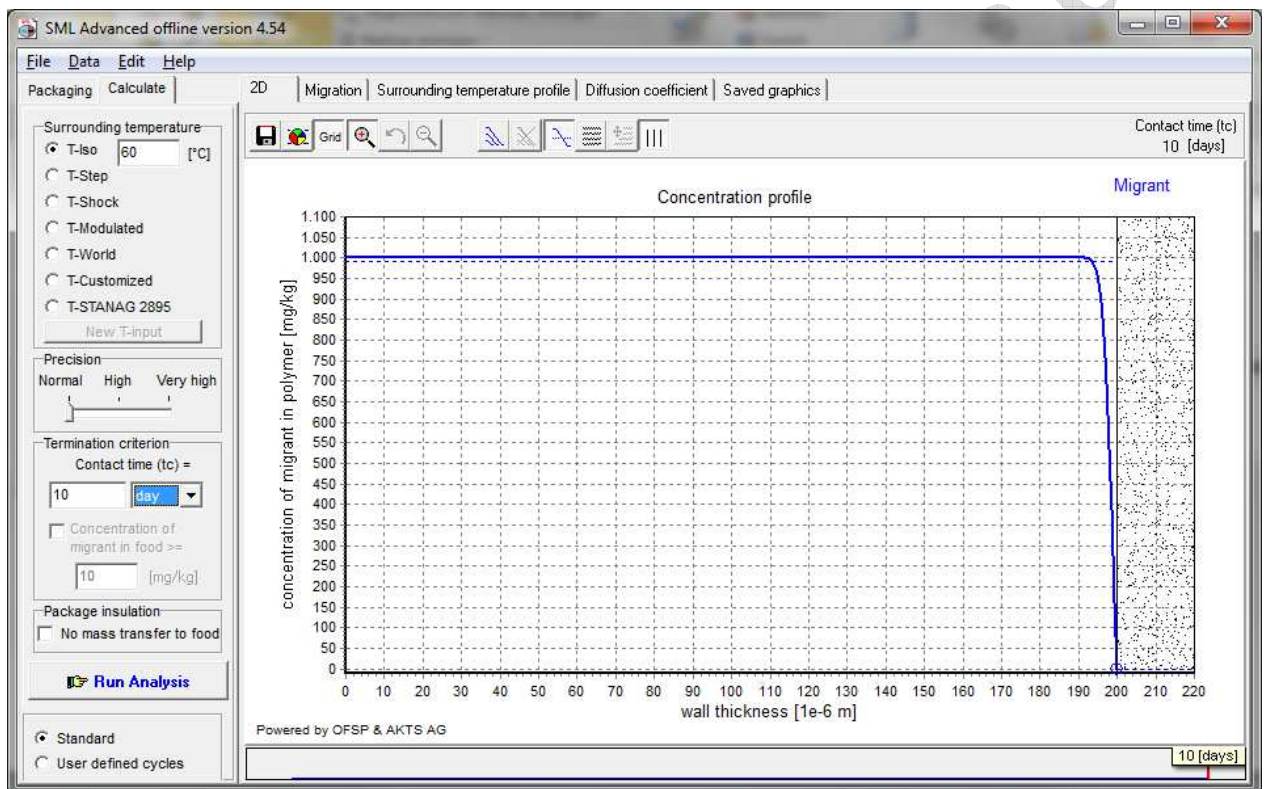 SML Advanced offline version 4.54
File Data Edit Help
Packaging Calculate
2D Migration Surrounding temperature profile Diffusion coefficient Saved graphics
Surrounding temperature
T-Iso 60 [°C]
T-Step
T-Shock
T-Modulated
T-World
T-Customized
T-STANAG 2895
New T-input
Precision
Normal High Very high
Termination criterion
Contact time (tc) =
10 day
Concentration of
migrant in food >=
10 [mg/kg]
Package insulation
No mass transfer to food
Run Analysis
Standard
User defined cycles
Grid
Contact time (tc)
10 [days]
Migrant
Concentration profile
concentration of migrant in polymer [mg/kg]
1.100
1.050
1.000
950
900
850
800
750
700
650
600
550
500
450
400
350
300
250
200
150
100
50
0
0 10 20 30 40 50 60 70 80 90 100 110 120 130 140 150 160 170 180 190 200 210 220
wall thickness [1e-6 m]
Powered by OFSP & AKTS AG
10 [days]